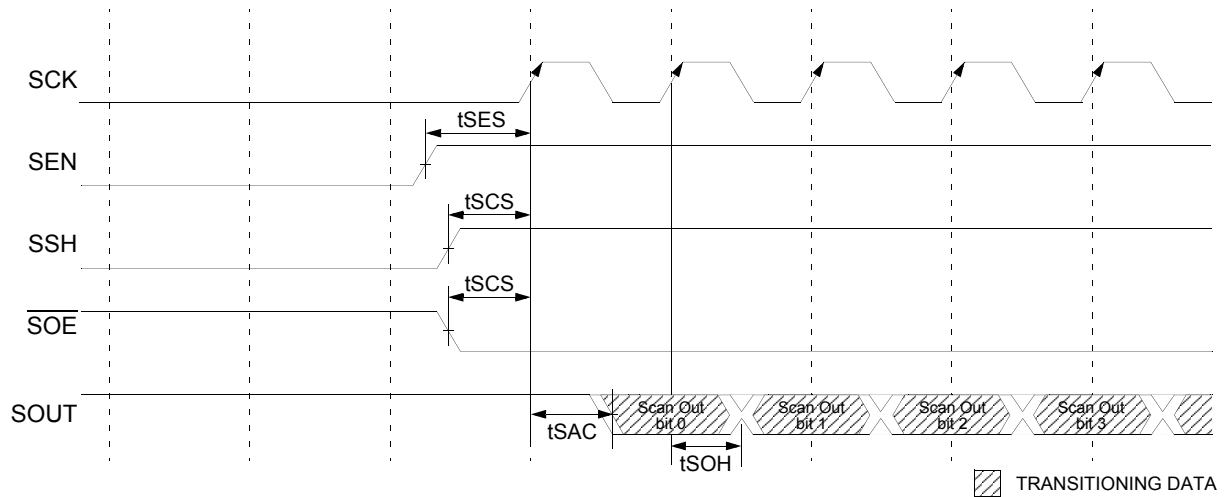 SCK
tSES
SEN
tSCS
SSH
tSCS
SOE
SOUT
Scan Out
bit 0
Scan Out
bit 1
Scan Out
bit 2
Scan Out
bit 3
tSAC
tSOH
TRANSITIONING DATA